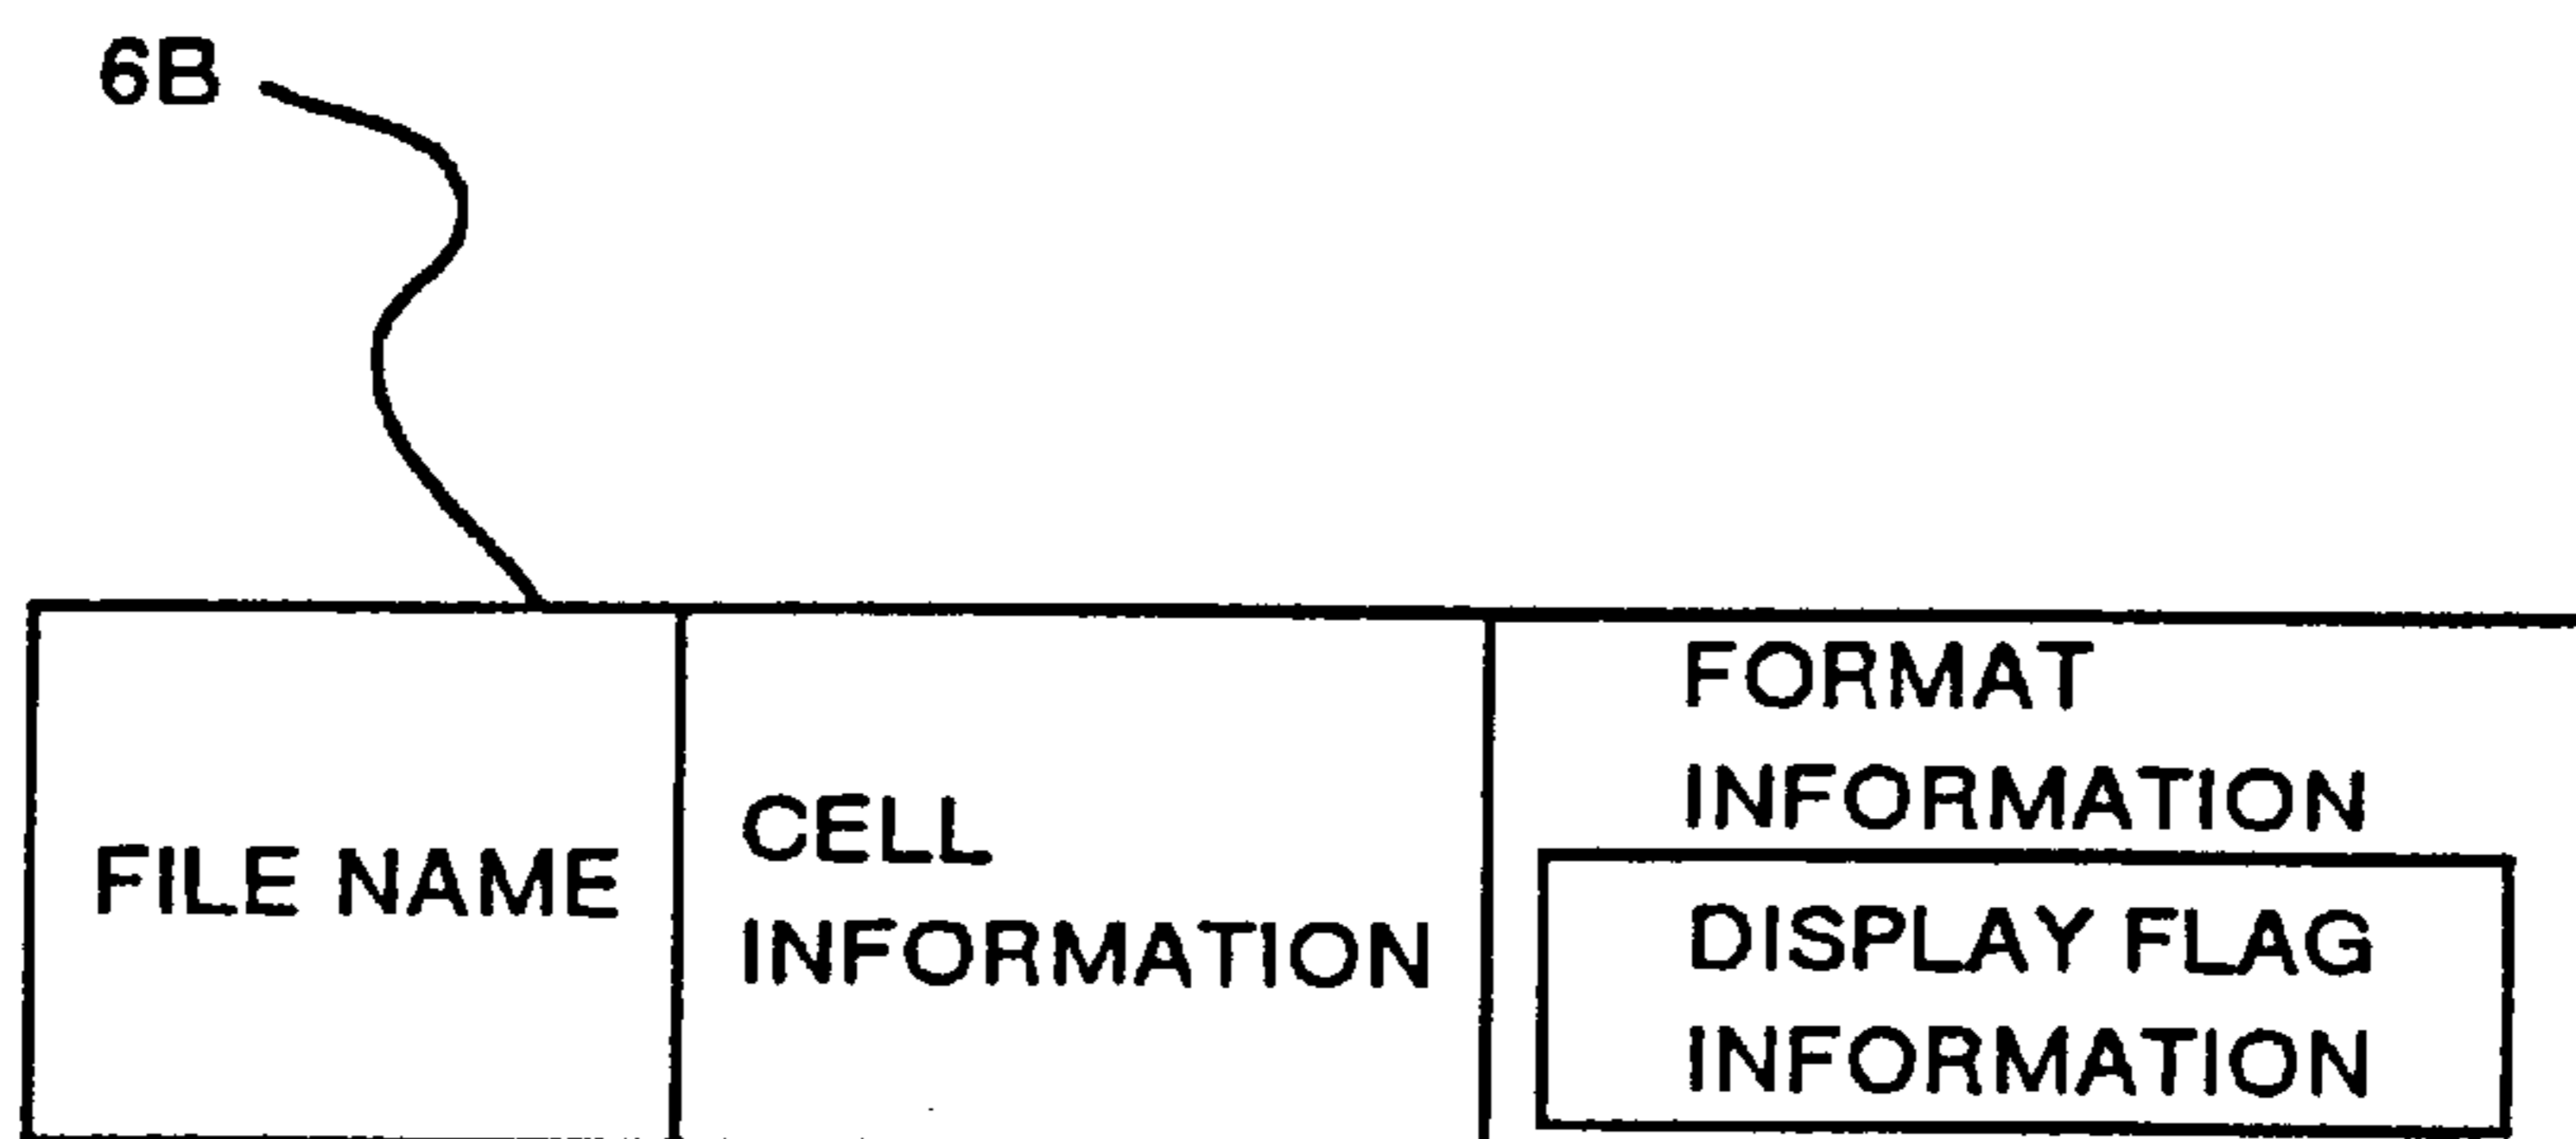 6B
FILE NAME
CELL
INFORMATION
FORMAT
INFORMATION
DISPLAY FLAG
INFORMATION